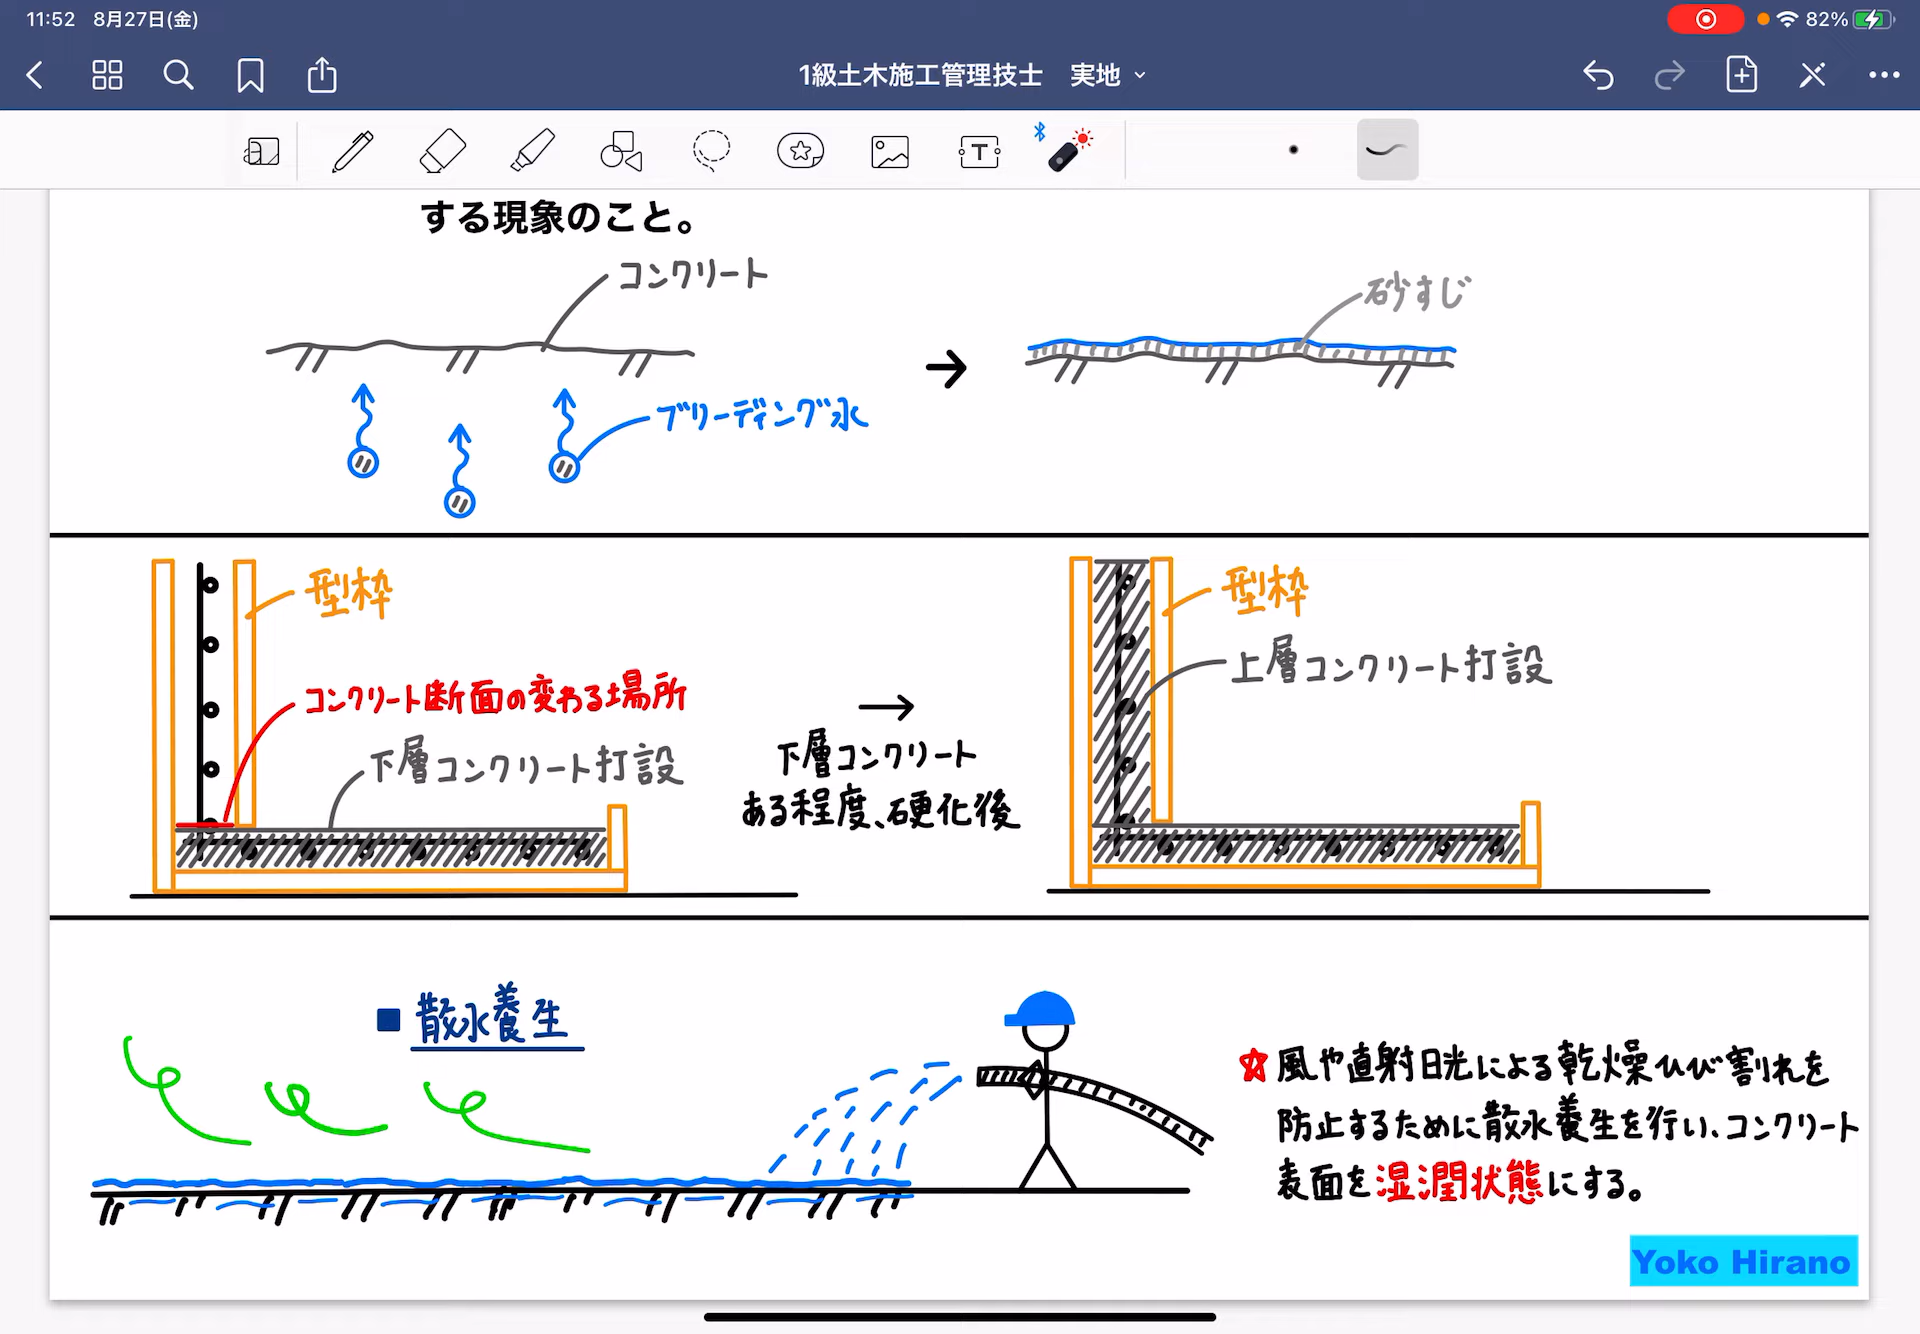 11:52 8月27日(金)
82%
1級土木施工管理技士 実地
する現象のこと。
コンクリート
砂すじ
ブリーディング水
型枠
型枠
上層コンクリート打設
コンクリート断面の変わる場所
下層コンクリート打設
→
下層コンクリート
ある程度、硬化後
■ 散水養生
☆風や直射日光による乾燥ひび割れを
防止するために散水養生を行い、コンクリート
表面を湿潤状態にする。
Yoko Hirano